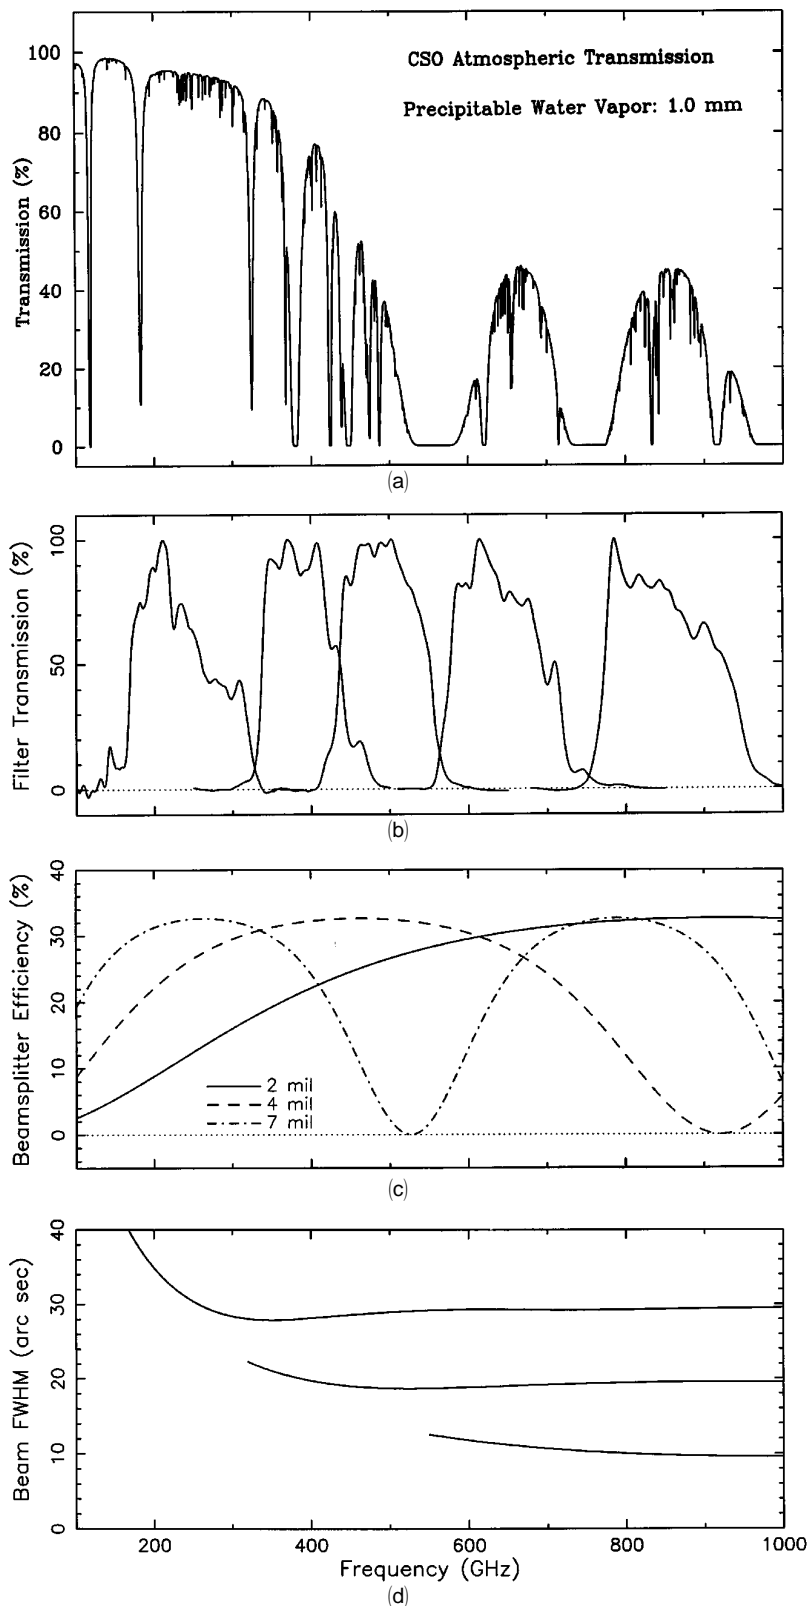 CSO Atmospheric Transmission
Precipitable Water Vapor: 1.0 mm
Transmission (%)
100
80
60
40
20
0
(a)
Filter Transmission (%)
100
50
0
(b)
Beamsplitter Efficiency (%)
40
30
20
10
0
2 mil
4 mil
7 mil
(c)
Beam FWHM (arc sec)
40
30
20
10
0
200
400
600
800
1000
Frequency (GHz)
(d)